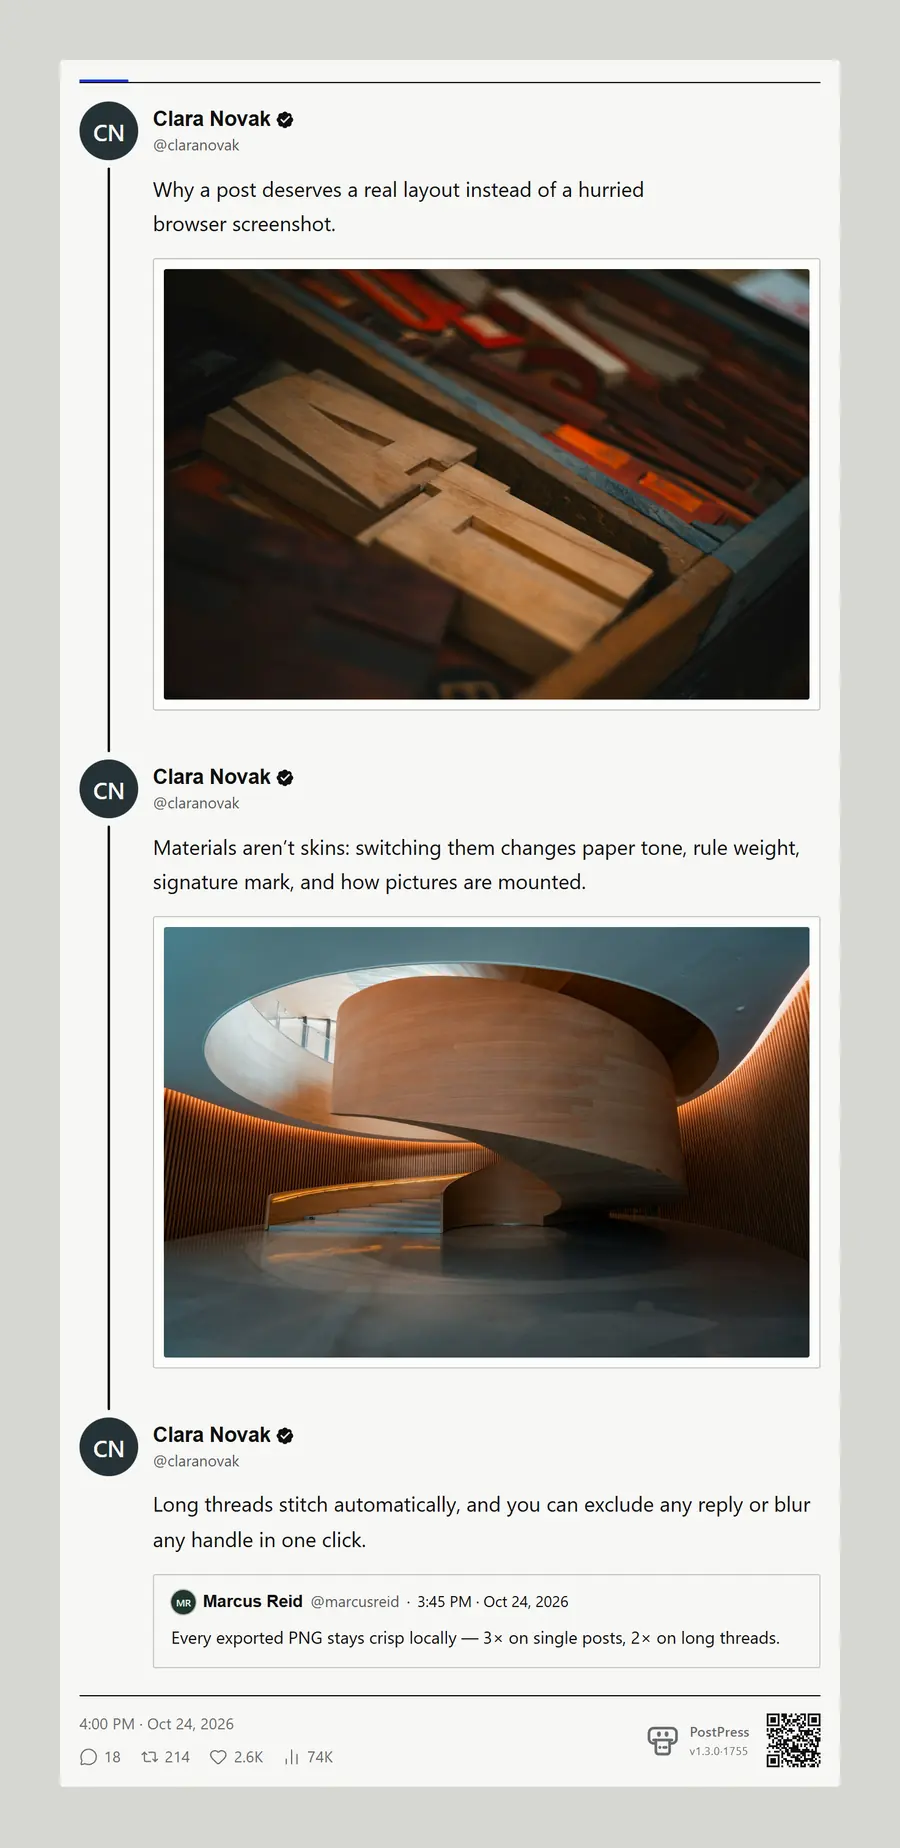 CN
Clara Novak
@claranovak
Why a post deserves a real layout instead of a hurried
browser screenshot.
CN
Clara Novak
@claranovak
Materials aren’t skins: switching them changes paper tone, rule weight,
signature mark, and how pictures are mounted.
CN
Clara Novak
@claranovak
Long threads stitch automatically, and you can exclude any reply or blur
any handle in one click.
MR Marcus Reid @marcusreid · 3:45 PM · Oct 24, 2026
Every exported PNG stays crisp locally — 3× on single posts, 2× on long threads.
4:00 PM · Oct 24, 2026
18 214 2.6K 74K
PostPress
v1.3.0·1755